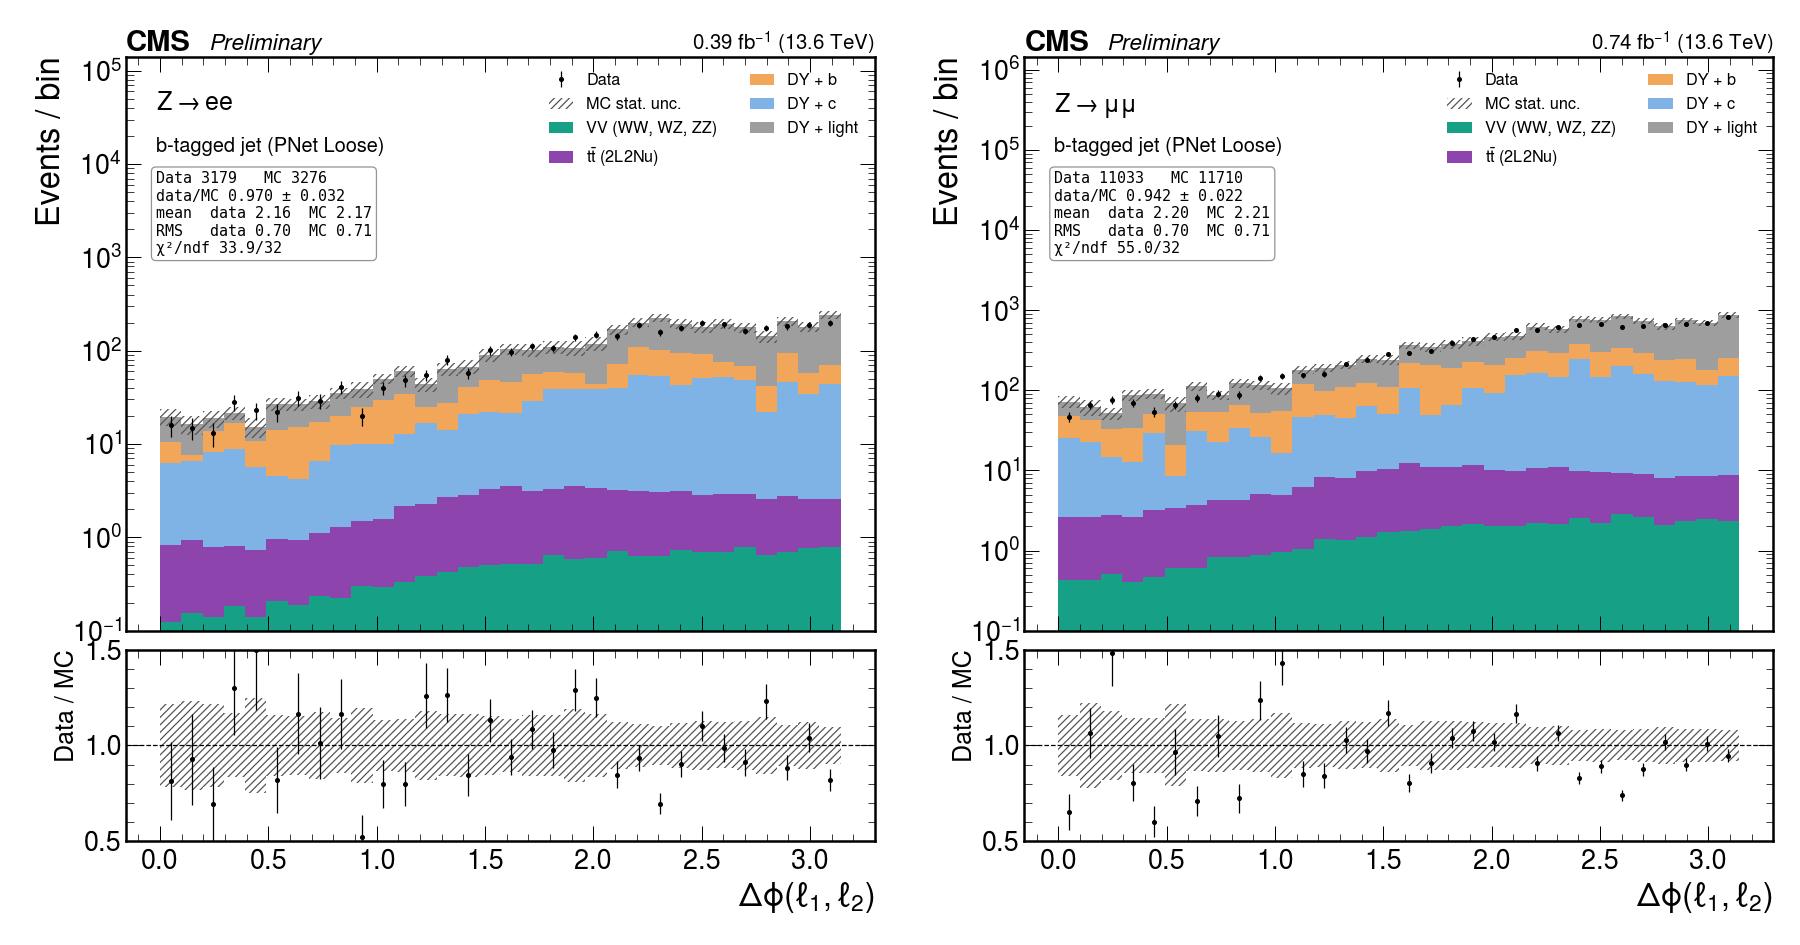 CMS Preliminary 0.39 fb⁻¹ (13.6 TeV)
Events / bin
10⁵
10⁴
10³
10²
10¹
10⁰
10⁻¹
Z → ee
b-tagged jet (PNet Loose)
Data 3179 MC 3276
data/MC 0.970 ± 0.032
mean data 2.16 MC 2.17
RMS data 0.70 MC 0.71
χ²/ndf 33.9/32
Data
MC stat. unc.
VV (WW, WZ, ZZ)
tt̄ (2L2Nu)
DY + b
DY + c
DY + light
Data / MC
1.5
1.0
0.5
0.0 0.5 1.0 1.5 2.0 2.5 3.0
Δϕ(ℓ₁, ℓ₂)
CMS Preliminary 0.74 fb⁻¹ (13.6 TeV)
Events / bin
10⁶
10⁵
10⁴
10³
10²
10¹
10⁰
10⁻¹
Z → μμ
b-tagged jet (PNet Loose)
Data 11033 MC 11710
data/MC 0.942 ± 0.022
mean data 2.20 MC 2.21
RMS data 0.70 MC 0.71
χ²/ndf 55.0/32
Data
MC stat. unc.
VV (WW, WZ, ZZ)
tt̄ (2L2Nu)
DY + b
DY + c
DY + light
Data / MC
1.5
1.0
0.5
0.0 0.5 1.0 1.5 2.0 2.5 3.0
Δϕ(ℓ₁, ℓ₂)